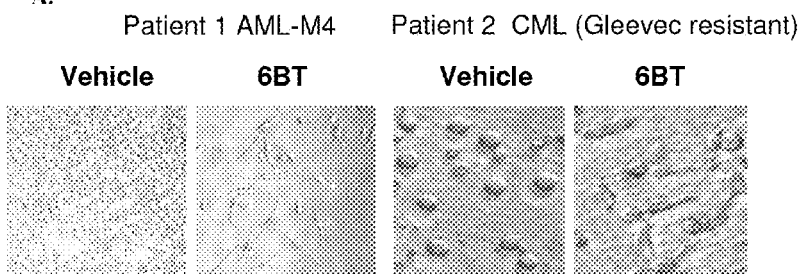 Patient 1 AML-M4 Patient 2 CML (Gleevec resistant)
Vehicle 6BT Vehicle 6BT